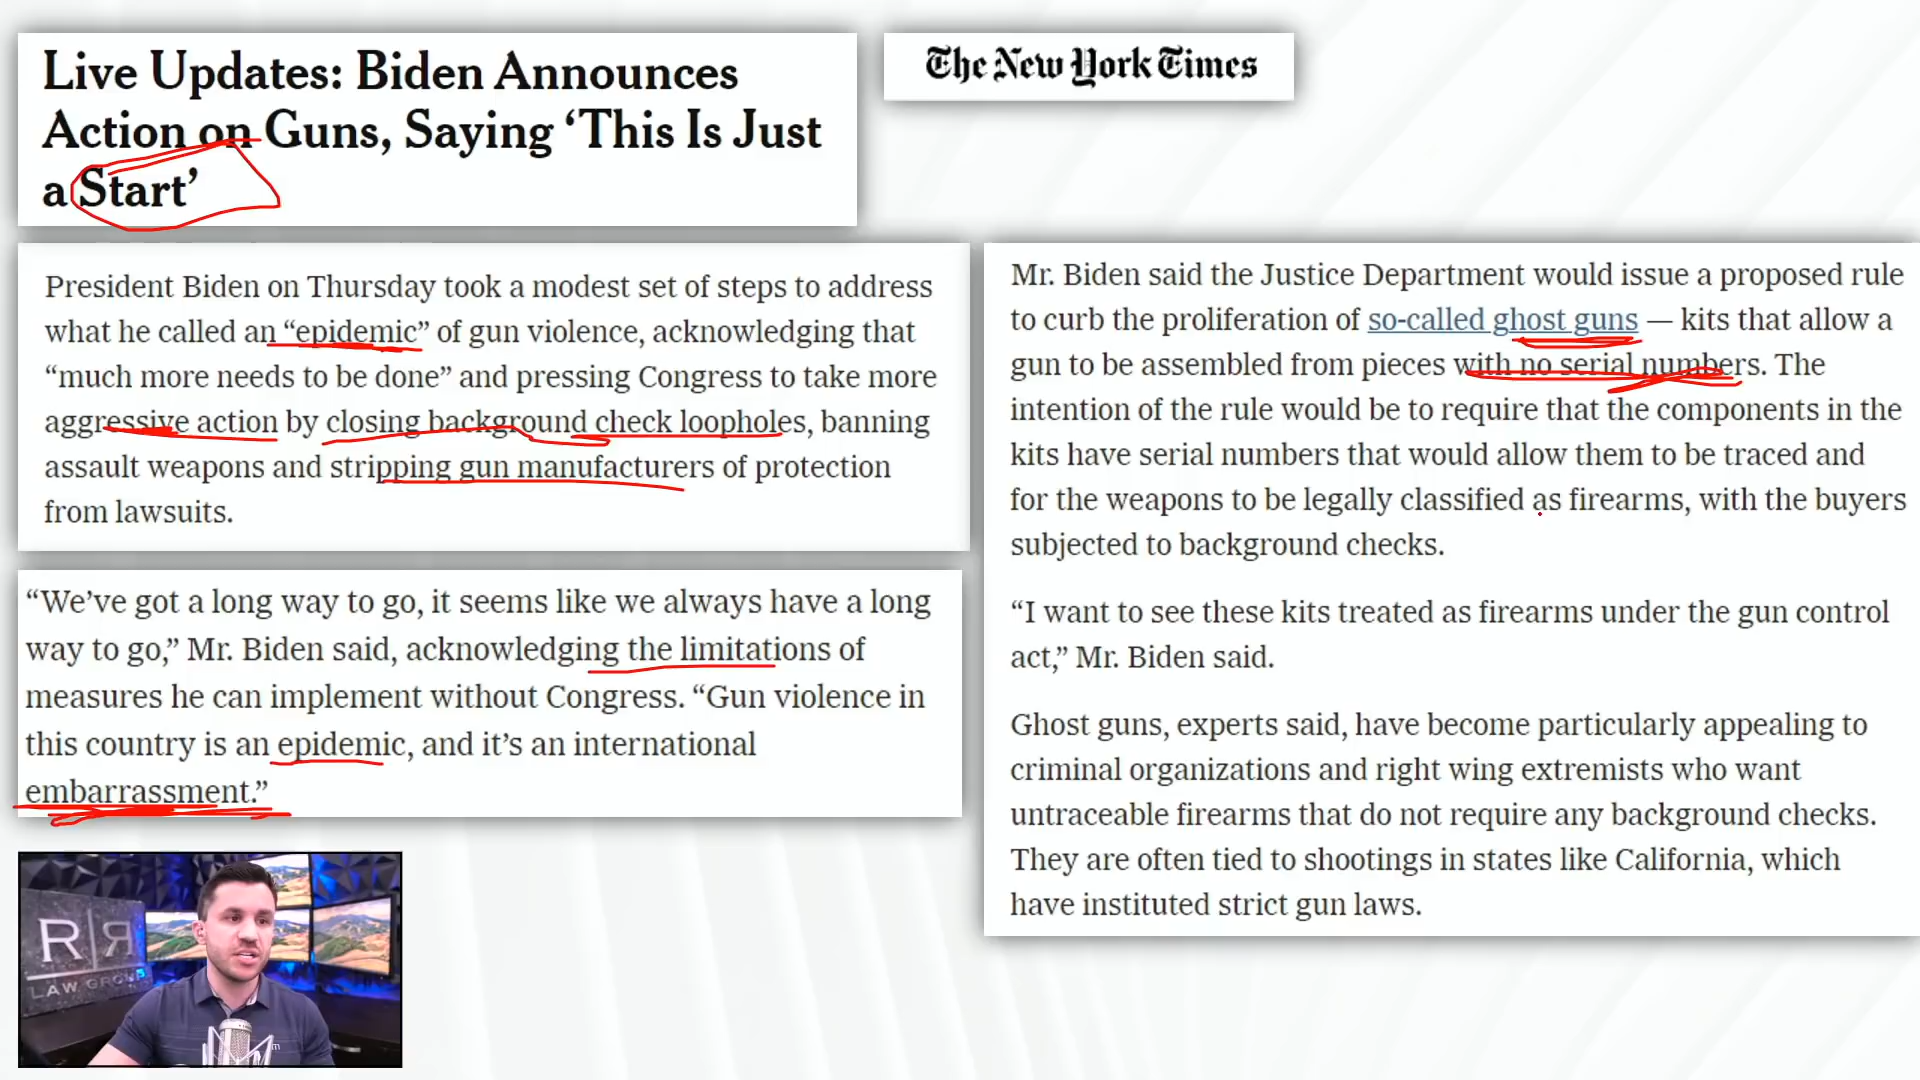 Live Updates: Biden Announces
Action on Guns, Saying ‘This Is Just
a Start’
The New York Times
President Biden on Thursday took a modest set of steps to address
what he called an “epidemic” of gun violence, acknowledging that
“much more needs to be done” and pressing Congress to take more
aggressive action by closing background check loopholes, banning
assault weapons and stripping gun manufacturers of protection
from lawsuits.
“We’ve got a long way to go, it seems like we always have a long
way to go,” Mr. Biden said, acknowledging the limitations of
measures he can implement without Congress. “Gun violence in
this country is an epidemic, and it’s an international
embarrassment.”
Mr. Biden said the Justice Department would issue a proposed rule
to curb the proliferation of so-called ghost guns — kits that allow a
gun to be assembled from pieces with no serial numbers. The
intention of the rule would be to require that the components in the
kits have serial numbers that would allow them to be traced and
for the weapons to be legally classified as firearms, with the buyers
subjected to background checks.
“I want to see these kits treated as firearms under the gun control
act,” Mr. Biden said.
Ghost guns, experts said, have become particularly appealing to
criminal organizations and right wing extremists who want
untraceable firearms that do not require any background checks.
They are often tied to shootings in states like California, which
have instituted strict gun laws.
R|R
LAW GROUP